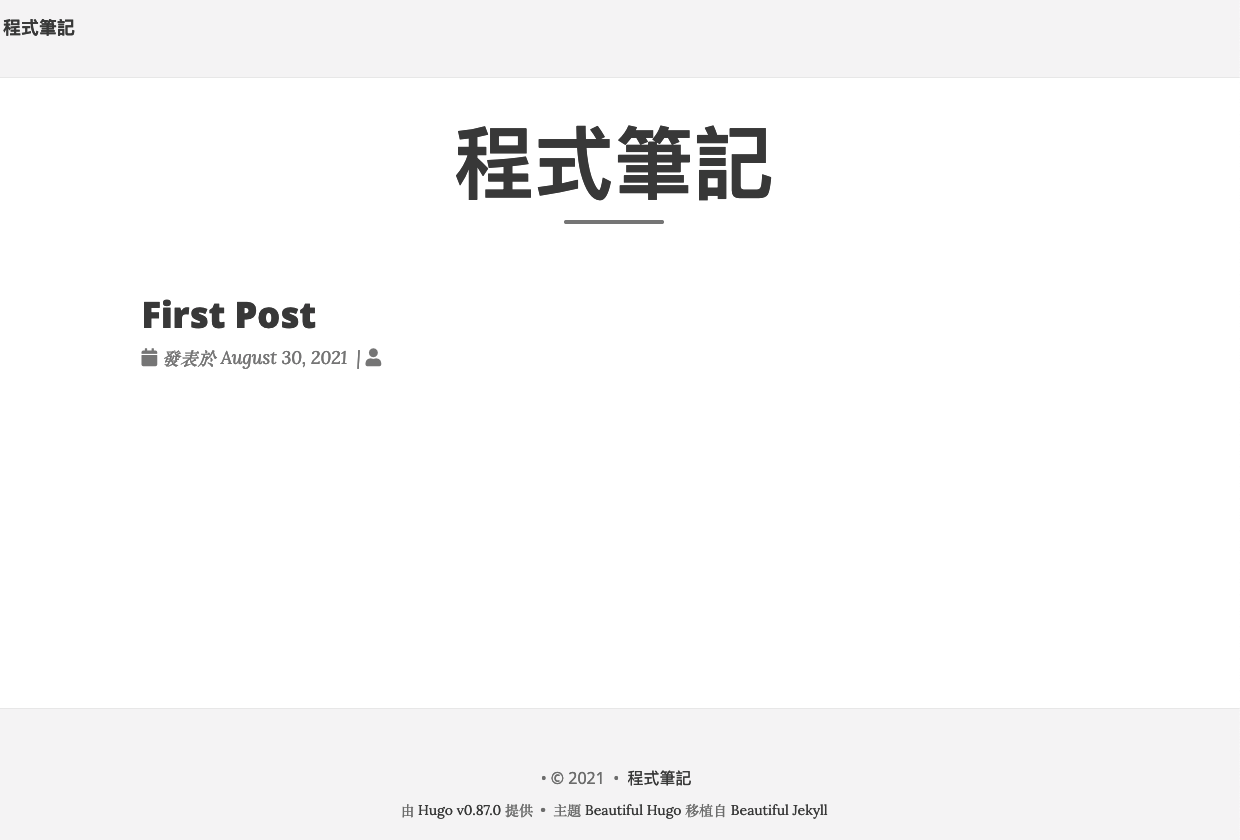 程式筆記
程式筆記
First Post
發表於 August 30, 2021 |
• © 2021 • 程式筆記
由 Hugo v0.87.0 提供 • 主題 Beautiful Hugo 移植自 Beautiful Jekyll